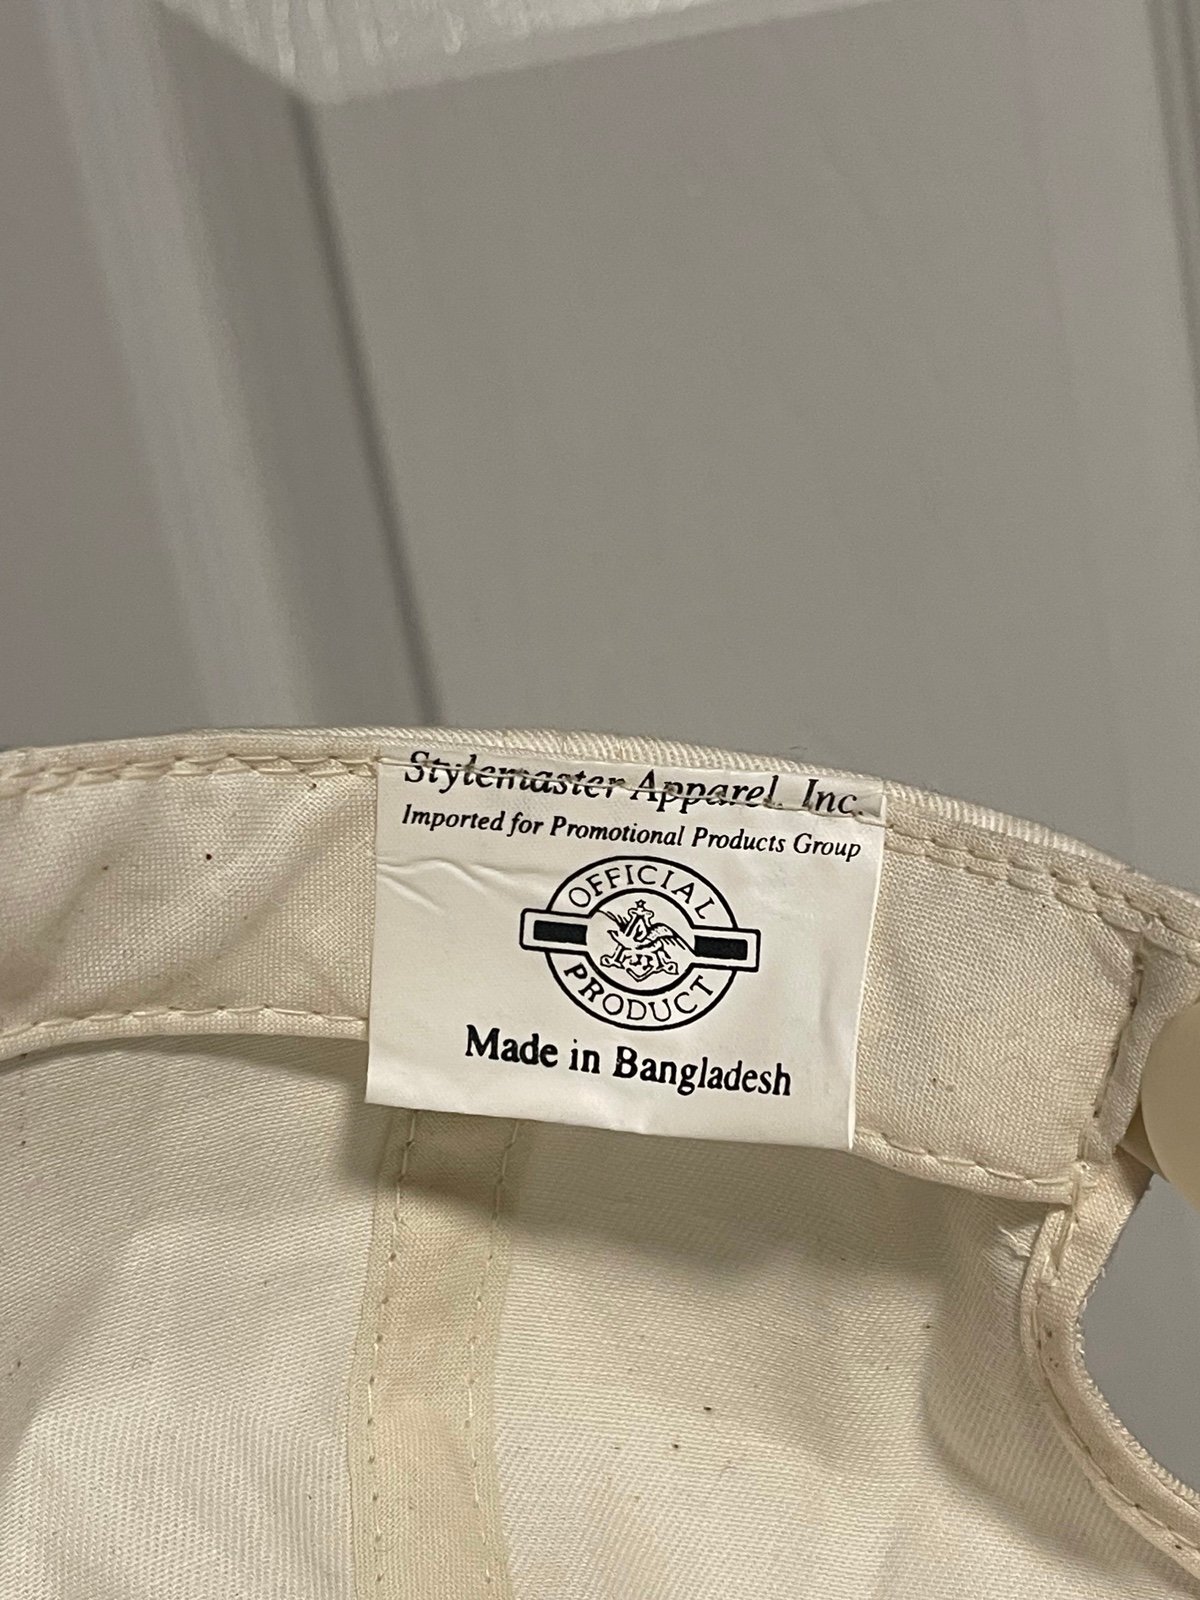 Stylemaster Apparel, Inc.
Imported for Promotional Products Group
OFFICIAL
PRODUCT
Made in Bangladesh